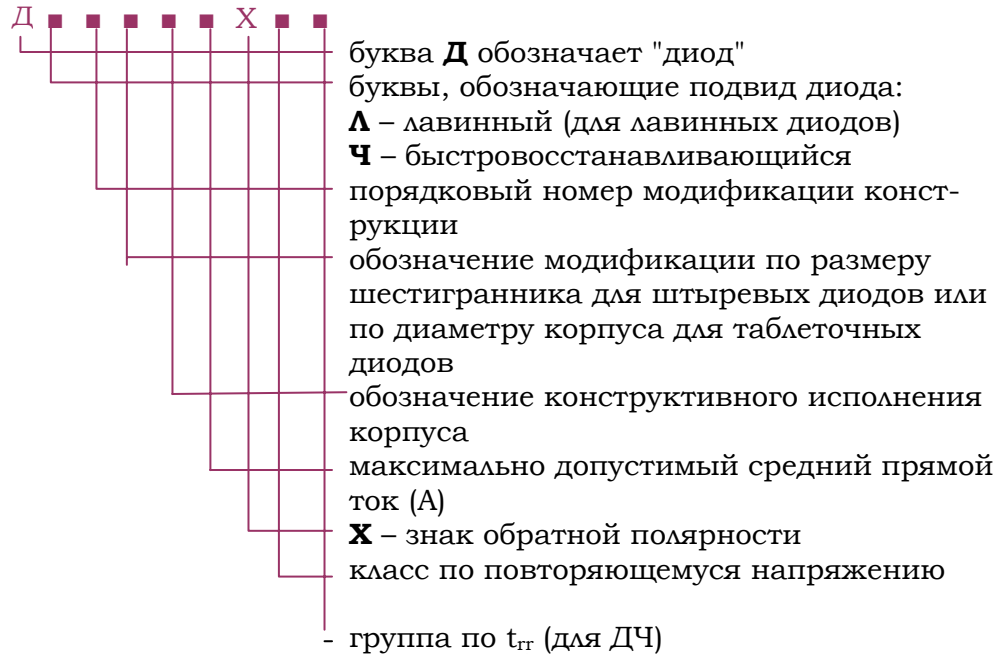 Д ■ ■ ■ ■ ■ Х ■ ■
буква Д обозначает "диод"
буквы, обозначающие подвид диода:
Л – лавинный (для лавинных диодов)
Ч – быстровосстанавливающийся
порядковый номер модификации конст-
рукции
обозначение модификации по размеру
шестигранника для штыревых диодов или
по диаметру корпуса для таблеточных
диодов
обозначение конструктивного исполнения
корпуса
максимально допустимый средний прямой
ток (А)
Х – знак обратной полярности
класс по повторяющемуся напряжению
- группа по trr (для ДЧ)